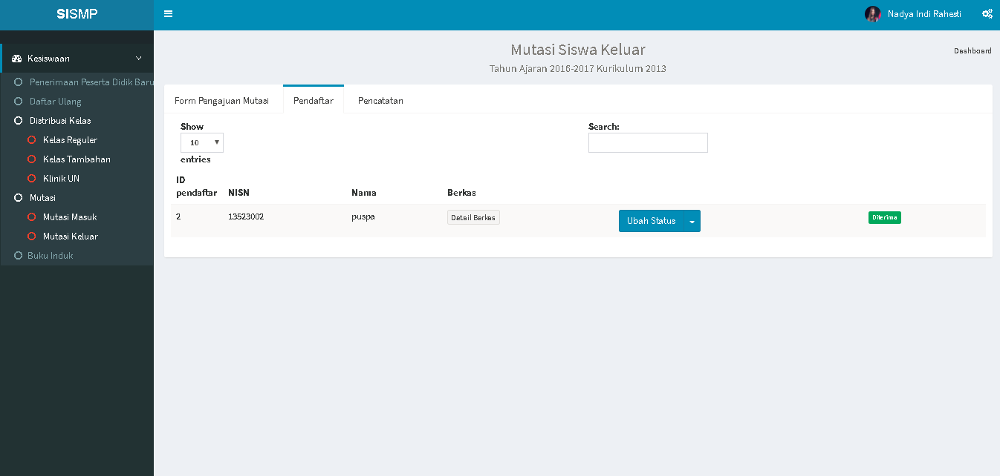 SISMP
Nadya Indi Rahesti
Kesiswaan
Penerimaan Peserta Didik Baru
Daftar Ulang
Distribusi Kelas
Kelas Reguler
Kelas Tambahan
Klinik UN
Mutasi
Mutasi Masuk
Mutasi Keluar
Buku Induk
Mutasi Siswa Keluar
Dashboard
Tahun Ajaran 2016-2017 Kurikulum 2013
Form Pengajuan Mutasi Pendaftar Pencatatan
Show Search:
10
entries
ID
pendaftar NISN Nama Berkas
2 13523002 puspa Detail Berkas Ubah Status Diterima